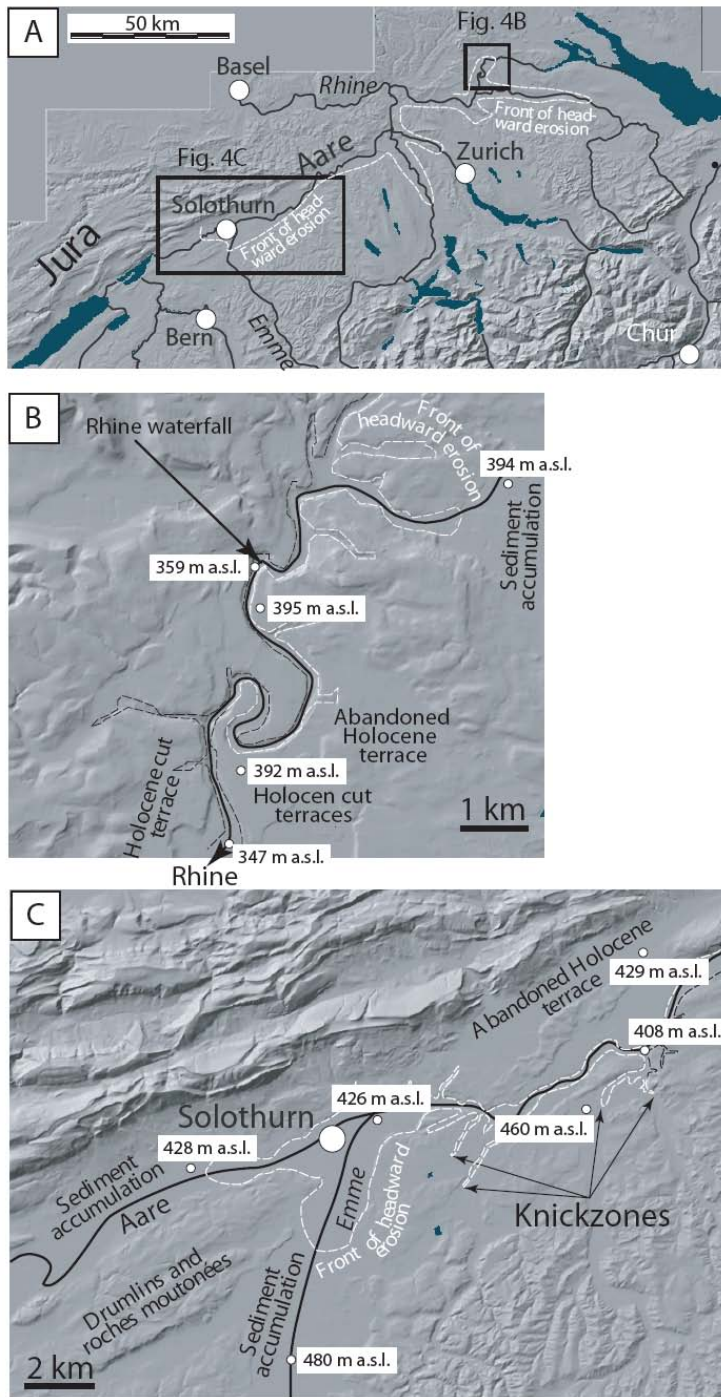 A
50 km
Fig. 4B
Basel
Rhine
Front of head-
ward erosion
Aare
Zurich
Fig. 4C
Solothurn
Front of head-
ward erosion
Jura
Bern
Emme
Chur
B
Rhine waterfall
Front of
headward erosion
394 m a.s.l.
Sediment
accumulation
359 m a.s.l.
395 m a.s.l.
Abandoned
Holocene
terrace
Holocene cut
terrace
392 m a.s.l.
Holocen cut
terraces
1 km
347 m a.s.l.
Rhine
C
Abandoned Holocene
terrace
429 m a.s.l.
408 m a.s.l.
426 m a.s.l.
Solothurn
428 m a.s.l.
460 m a.s.l.
Sediment
accumulation
Aare
Emme
Front of headward
erosion
Knickzones
Drumlins and
roches moutonées
Sediment
accumulation
480 m a.s.l.
2 km